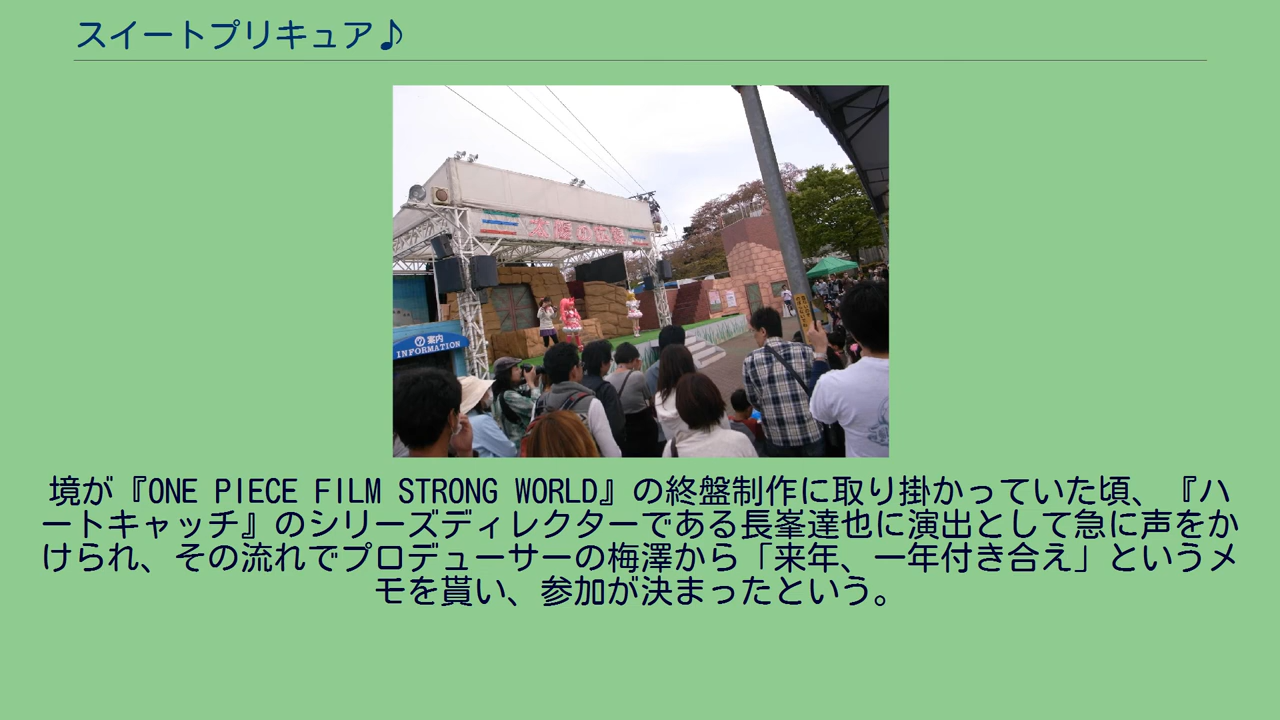 スイートプリキュア♪
案内
INFORMATION
境が『ONE PIECE FILM STRONG WORLD』の終盤制作に取り掛かっていた頃、『ハ
ートキャッチ』のシリーズディレクターである長峯達也に演出として急に声をか
けられ、その流れでプロデューサーの梅澤から「来年、一年付き合え」というメ
モを貰い、参加が決まったという。